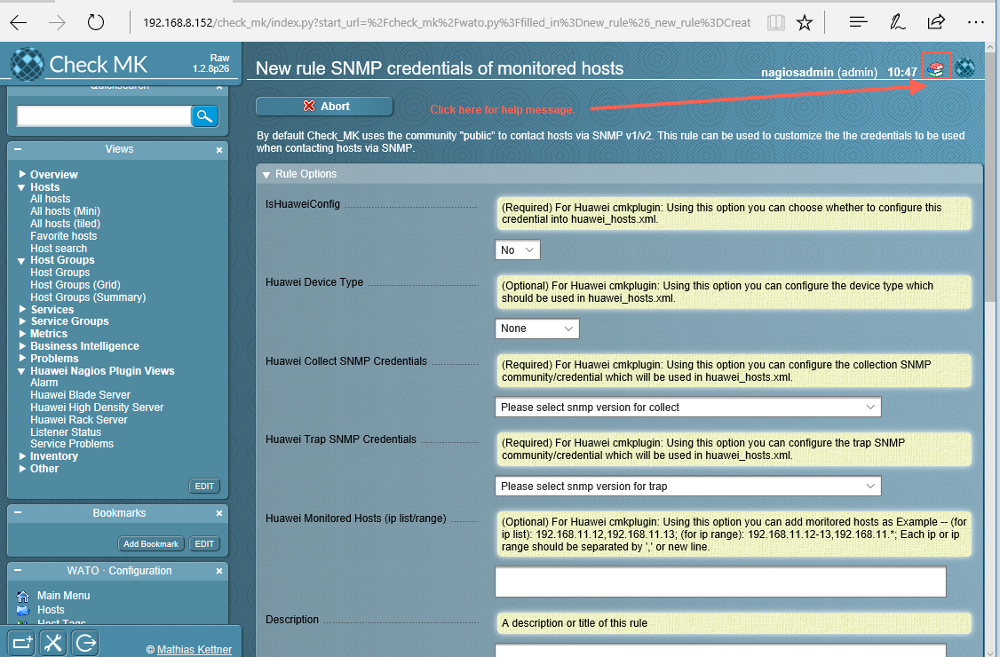 192.168.8.152/check_mk/index.py?start_url=%2Fcheck_mk%2Fwato.py%3Ffilled_in%3Dnew_rule%26_new_rule%3DCreat
Check MK
Raw
1.2.8p26
New rule SNMP credentials of monitored hosts
nagiosadmin (admin) 10:47
Quicksearch
Abort
Click here for help message.
By default Check_MK uses the community "public" to contact hosts via SNMP v1/v2. This rule can be used to customize the the credentials to be used
when contacting hosts via SNMP.
Views
Overview
Hosts
All hosts
All hosts (Mini)
All hosts (tiled)
Favorite hosts
Host search
Host Groups
Host Groups
Host Groups (Grid)
Host Groups (Summary)
Services
Service Groups
Metrics
Business Intelligence
Problems
Huawei Nagios Plugin Views
Alarm
Huawei Blade Server
Huawei High Density Server
Huawei Rack Server
Listener Status
Service Problems
Inventory
Other
EDIT
Bookmarks
Add Bookmark EDIT
WATO · Configuration
Main Menu
Hosts
Host Tags
© Mathias Kettner
Rule Options
IsHuaweiConfig
(Required) For Huawei cmkplugin: Using this option you can choose whether to configure this
credential into huawei_hosts.xml.
No
Huawei Device Type
(Optional) For Huawei cmkplugin: Using this option you can configure the device type which
should be used in huawei_hosts.xml.
None
Huawei Collect SNMP Credentials
(Required) For Huawei cmkplugin: Using this option you can configure the collection SNMP
community/credential which will be used in huawei_hosts.xml.
Please select snmp version for collect
Huawei Trap SNMP Credentials
(Required) For Huawei cmkplugin: Using this option you can configure the trap SNMP
community/credential which will be used in huawei_hosts.xml.
Please select snmp version for trap
Huawei Monitored Hosts (ip list/range)
(Optional) For Huawei cmkplugin: Using this option you can add moritored hosts as Example -- (for
ip list): 192.168.11.12,192.168.11.13; (for ip range): 192.168.11.12-13,192.168.11.*; Each ip or ip
range should be separated by ',' or new line.
Description
A description or title of this rule